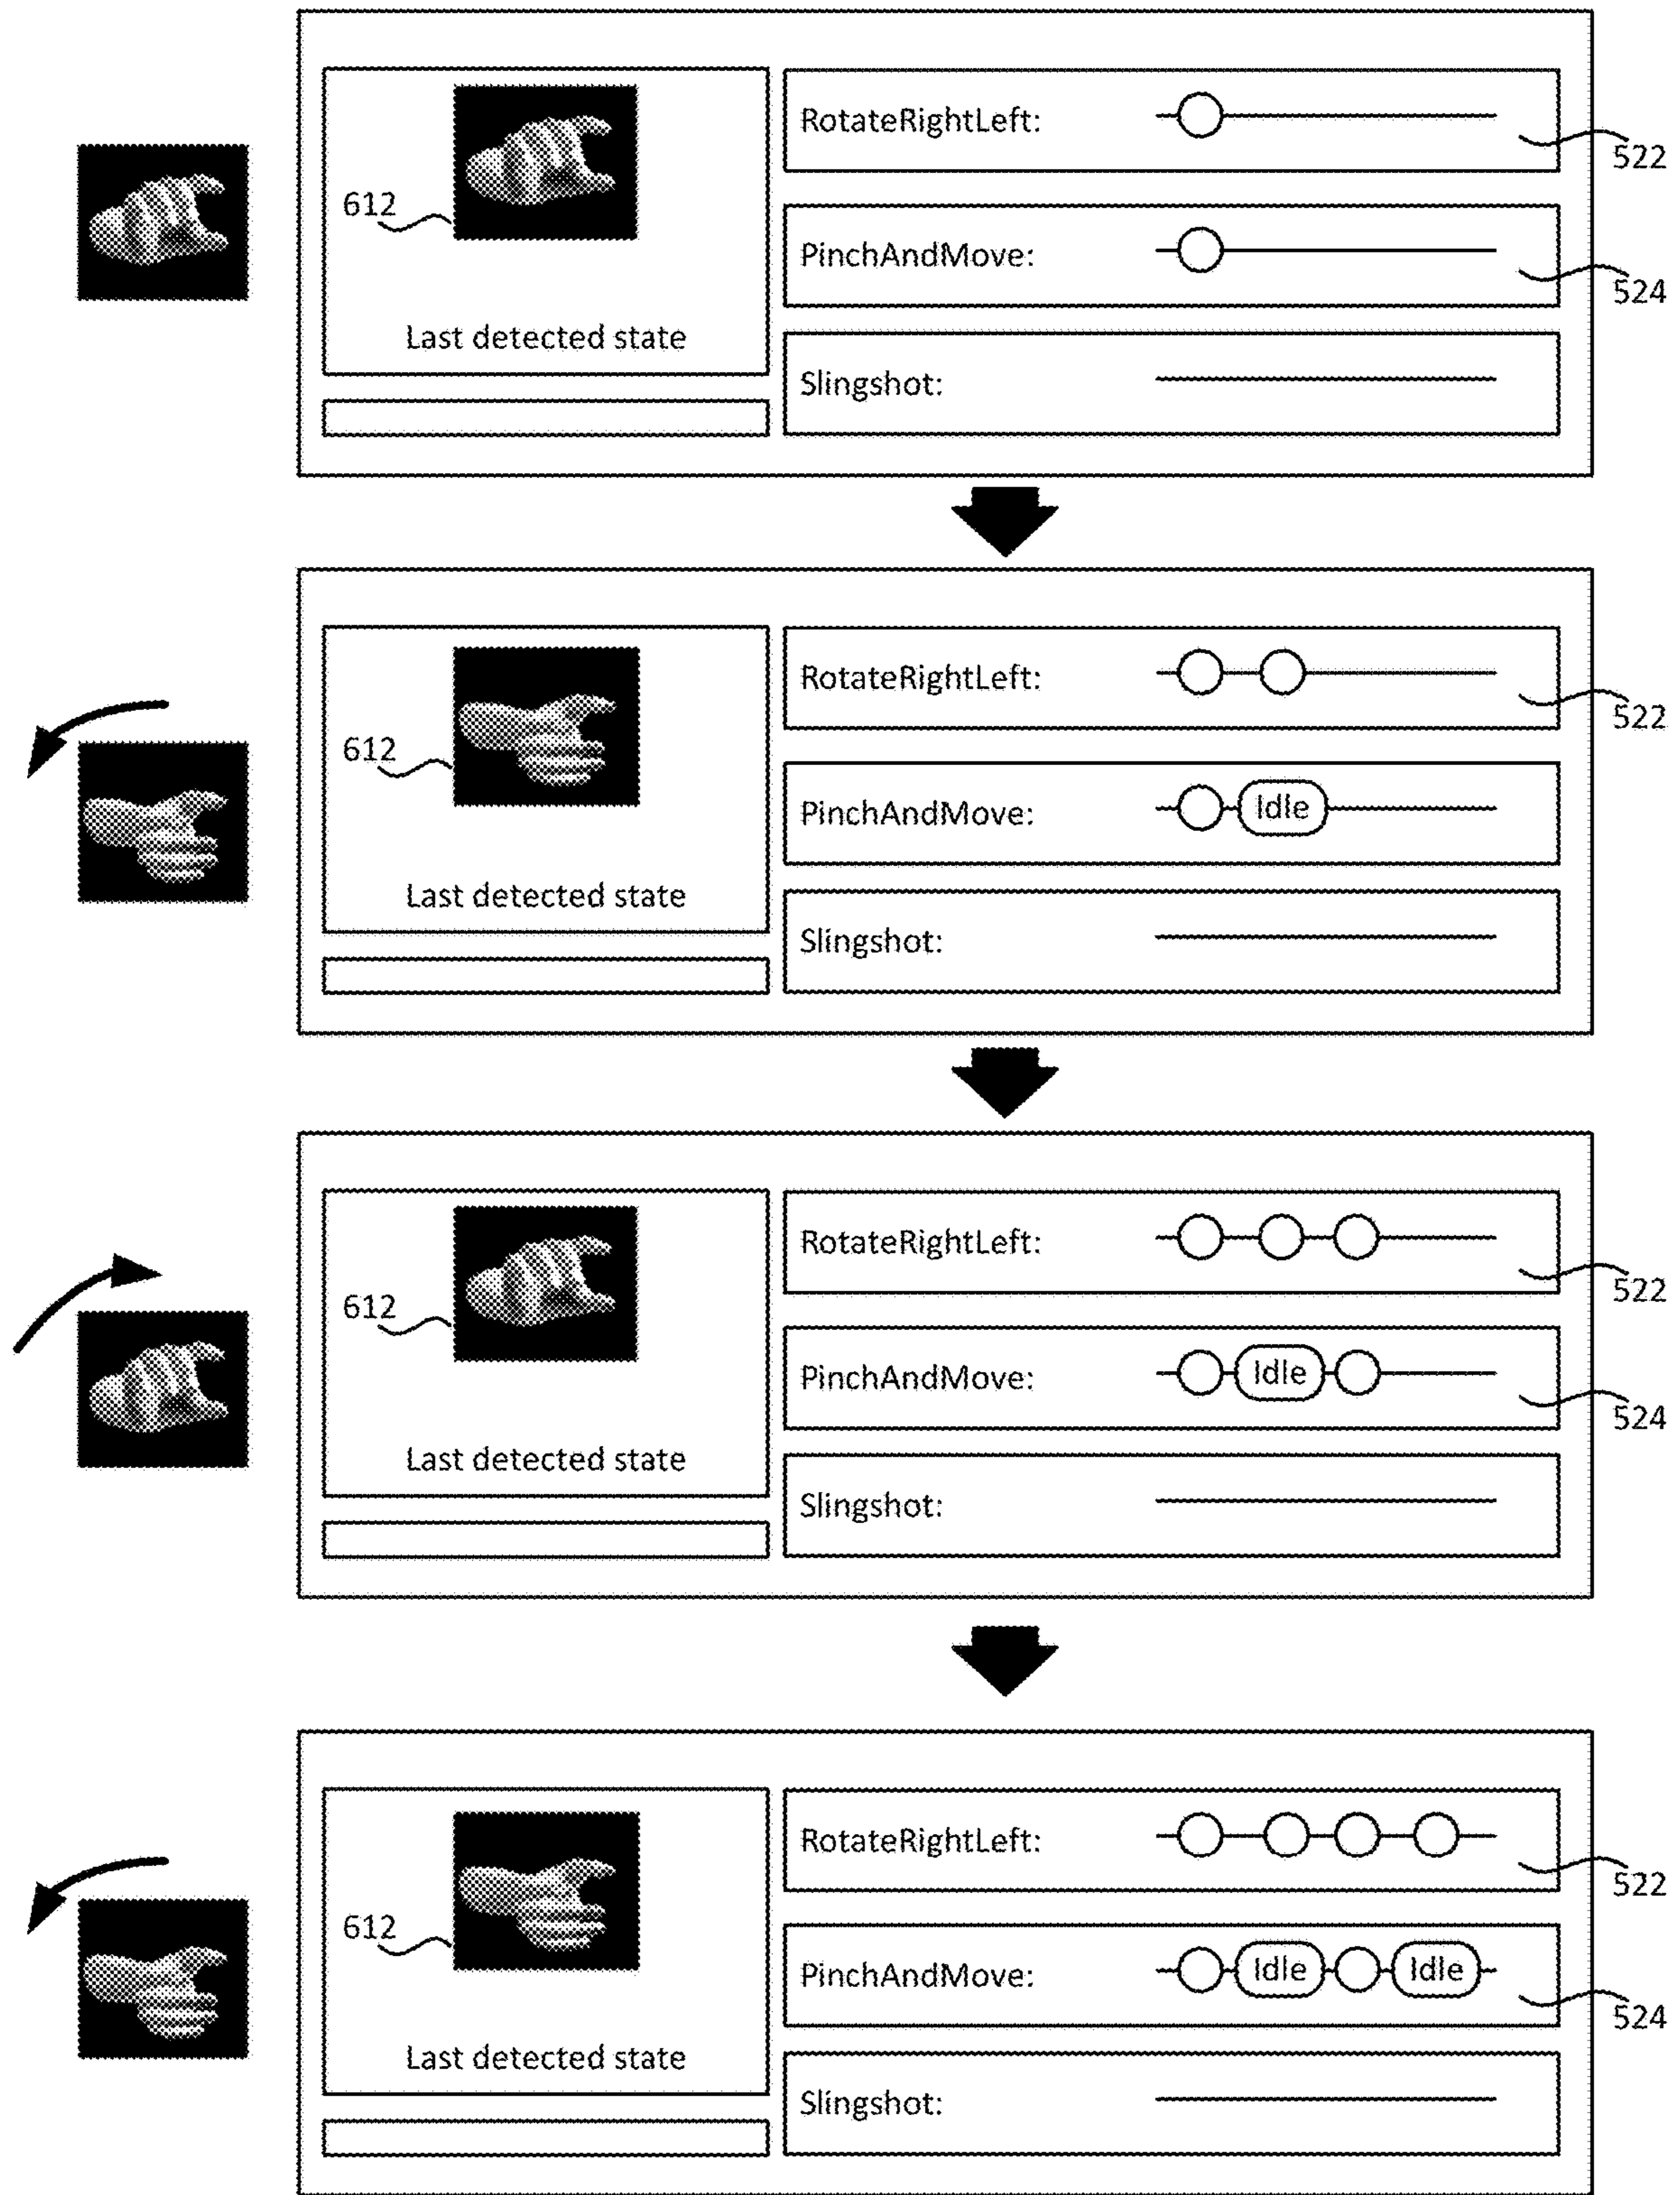 RotateRightLeft:
522
612
PinchAndMove:
524
Last detected state
Slingshot:
RotateRightLeft:
522
612
PinchAndMove:
Idle
Last detected state
Slingshot:
RotateRightLeft:
522
612
PinchAndMove:
Idle
524
Last detected state
Slingshot:
RotateRightLeft:
522
612
PinchAndMove:
Idle
Idle
524
Last detected state
Slingshot: